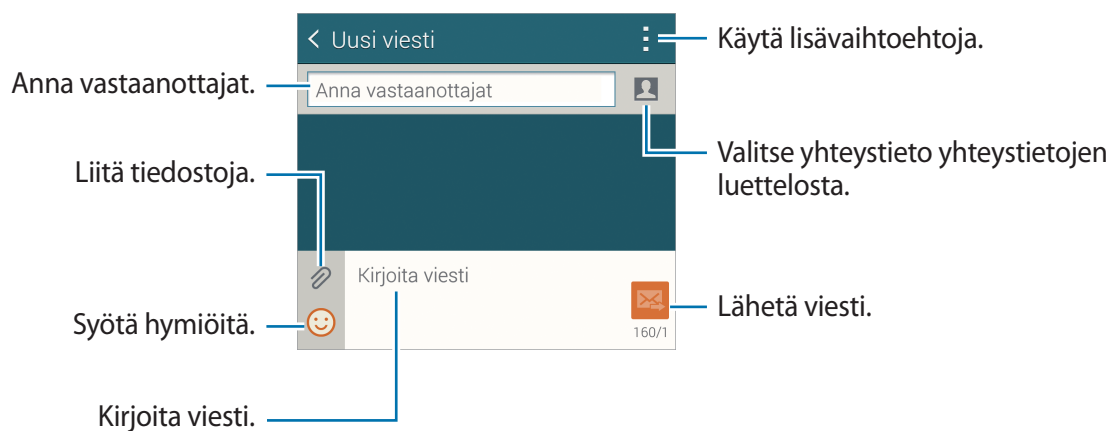 Uusi viesti
Käytä lisävaihtoehtoja.
Anna vastaanottajat.
Anna vastaanottajat
Valitse yhteystieto yhteystietojen
luettelosta.
Liitä tiedostoja.
Kirjoita viesti
Lähetä viesti.
Syötä hymiöitä.
160/1
Kirjoita viesti.